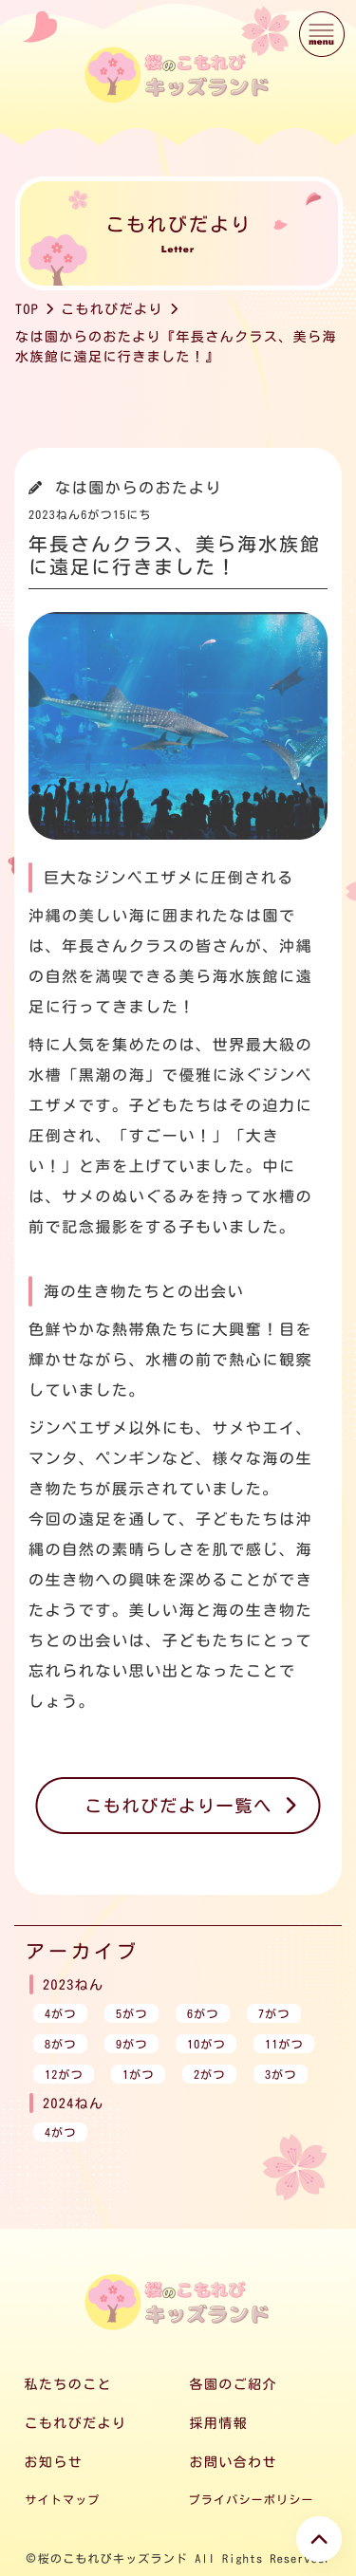 桜のこもれび
キッズランド
menu
こもれびだより
Letter
TOP > こもれびだより >
なは園からのおたより『年長さんクラス、美ら海
水族館に遠足に行きました！』
なは園からのおたより
2023ねん6がつ15にち
年長さんクラス、美ら海水族館
に遠足に行きました！
巨大なジンベエザメに圧倒される
沖縄の美しい海に囲まれたなは園で
は、年長さんクラスの皆さんが、沖縄
の自然を満喫できる美ら海水族館に遠
足に行ってきました！
特に人気を集めたのは、世界最大級の
水槽「黒潮の海」で優雅に泳ぐジンベ
エザメです。子どもたちはその迫力に
圧倒され、「すごーい！」「大き
い！」と声を上げていました。中に
は、サメのぬいぐるみを持って水槽の
前で記念撮影をする子もいました。
海の生き物たちとの出会い
色鮮やかな熱帯魚たちに大興奮！目を
輝かせながら、水槽の前で熱心に観察
していました。
ジンベエザメ以外にも、サメやエイ、
マンタ、ペンギンなど、様々な海の生
き物たちが展示されていました。
今回の遠足を通して、子どもたちは沖
縄の自然の素晴らしさを肌で感じ、海
の生き物への興味を深めることができ
たようです。美しい海と海の生き物た
ちとの出会いは、子どもたちにとって
忘れられない思い出となったことで
しょう。
こもれびだより一覧へ >
アーカイブ
2023ねん
4がつ 5がつ 6がつ 7がつ
8がつ 9がつ 10がつ 11がつ
12がつ 1がつ 2がつ 3がつ
2024ねん
4がつ
桜のこもれび
キッズランド
私たちのこと 各園のご紹介
こもれびだより 採用情報
お知らせ お問い合わせ
サイトマップ プライバシーポリシー
©桜のこもれびキッズランド All Rights Reserved.